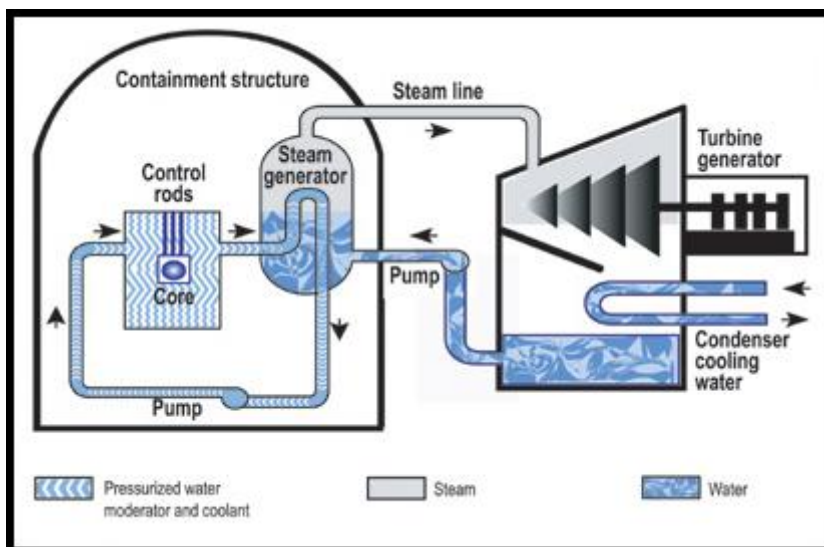 Containment structure
Steam line
Steam
generator
Turbine
generator
Control
rods
Core
Pump
Pump
Condenser
cooling
water
Pressurized water
moderator and coolant
Steam
Water